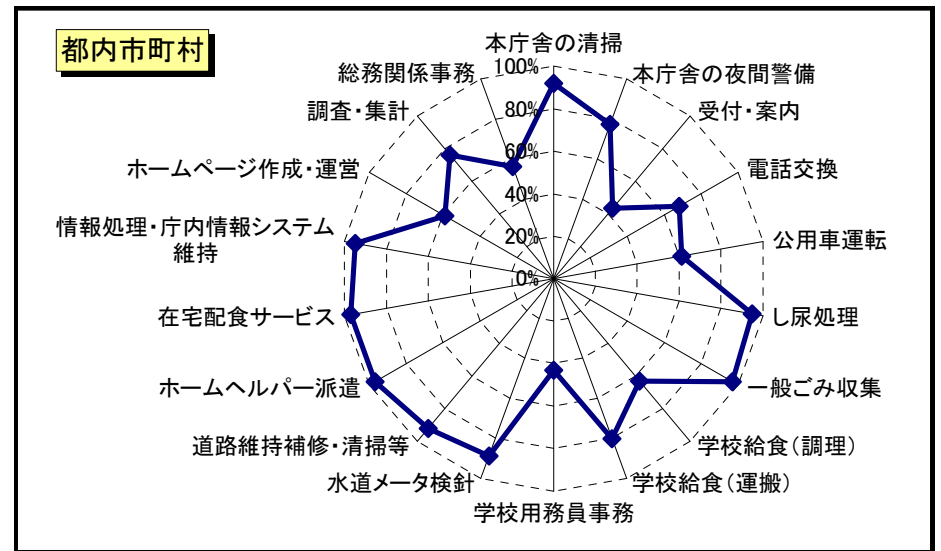 都内市町村
本庁舎の清掃
本庁舎の夜間警備
受付・案内
電話交換
公用車運転
し尿処理
一般ごみ収集
学校給食(調理)
学校給食(運搬)
学校用務員事務
水道メータ検針
道路維持補修・清掃等
ホームヘルパー派遣
在宅配食サービス
情報処理・庁内情報システム
維持
ホームページ作成・運営
調査・集計
総務関係事務
100%
80%
60%
40%
20%
0%